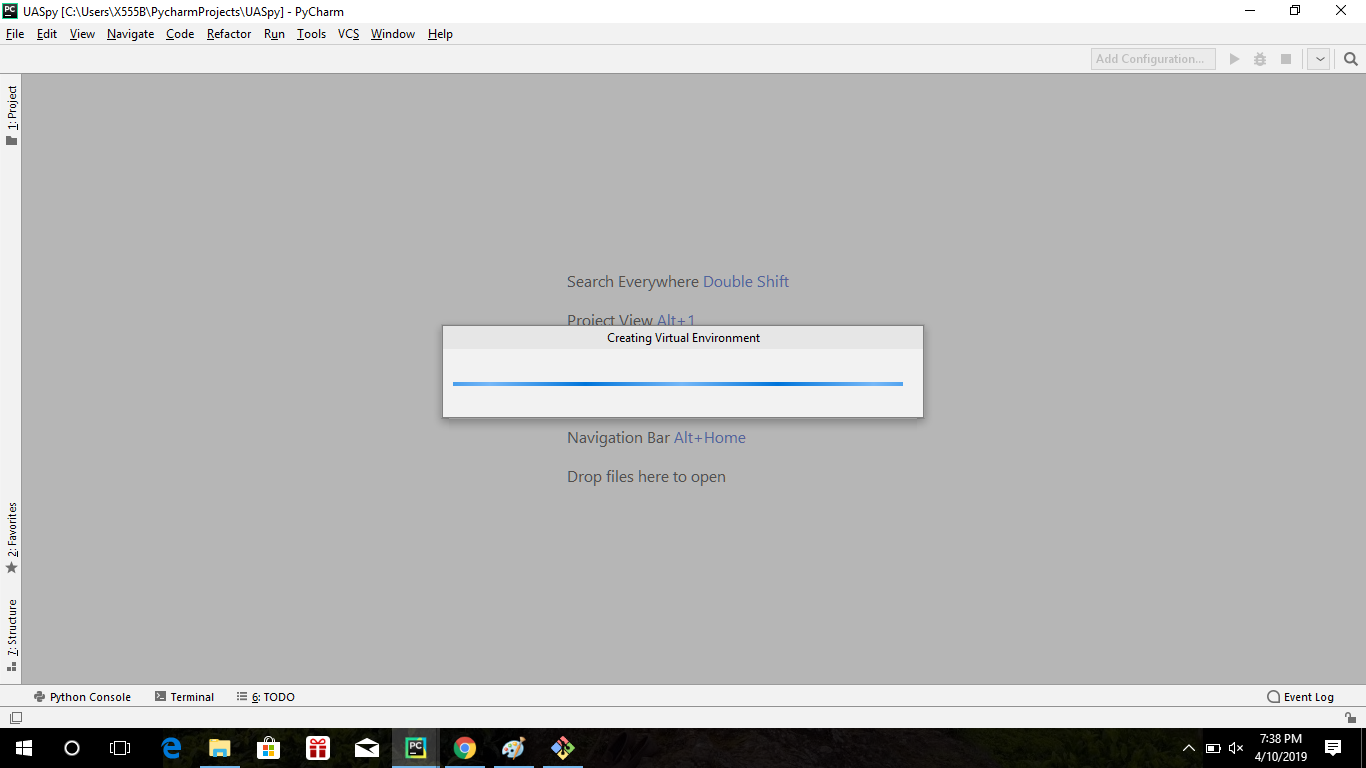 UASpy [C:\Users\X555B\PycharmProjects\UASpy] - PyCharm
File Edit View Navigate Code Refactor Run Tools VCS Window Help
Add Configuration...
1: Project
Search Everywhere Double Shift
Project View Alt+1
Creating Virtual Environment
Navigation Bar Alt+Home
Drop files here to open
2: Favorites
7: Structure
Python Console Terminal 6: TODO Event Log
PC
7:38 PM
4/10/2019